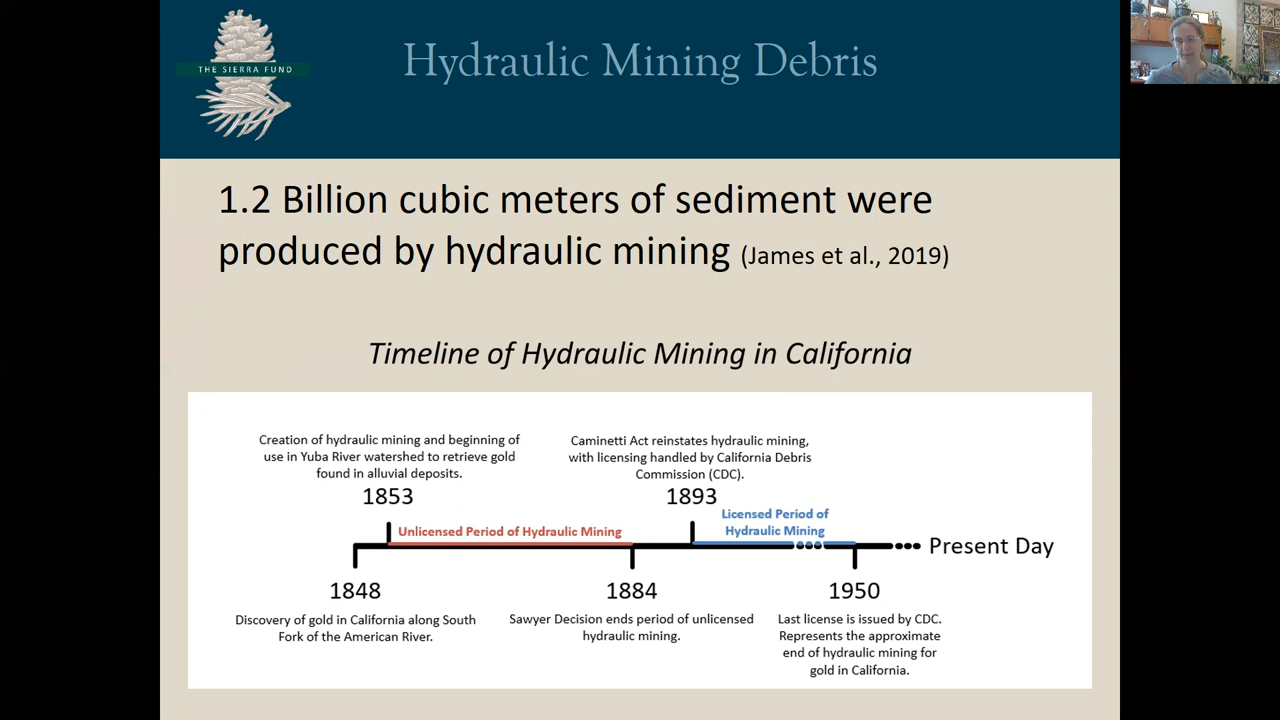 THE SIERRA FUND
Hydraulic Mining Debris
1.2 Billion cubic meters of sediment were
produced by hydraulic mining (James et al., 2019)
Timeline of Hydraulic Mining in California
Creation of hydraulic mining and beginning of
use in Yuba River watershed to retrieve gold
found in alluvial deposits.
1853
Caminetti Act reinstates hydraulic mining,
with licensing handled by California Debris
Commission (CDC).
1893
Unlicensed Period of Hydraulic Mining
Licensed Period of
Hydraulic Mining
Present Day
1848
Discovery of gold in California along South
Fork of the American River.
1884
Sawyer Decision ends period of unlicensed
hydraulic mining.
1950
Last license is issued by CDC.
Represents the approximate
end of hydraulic mining for
gold in California.